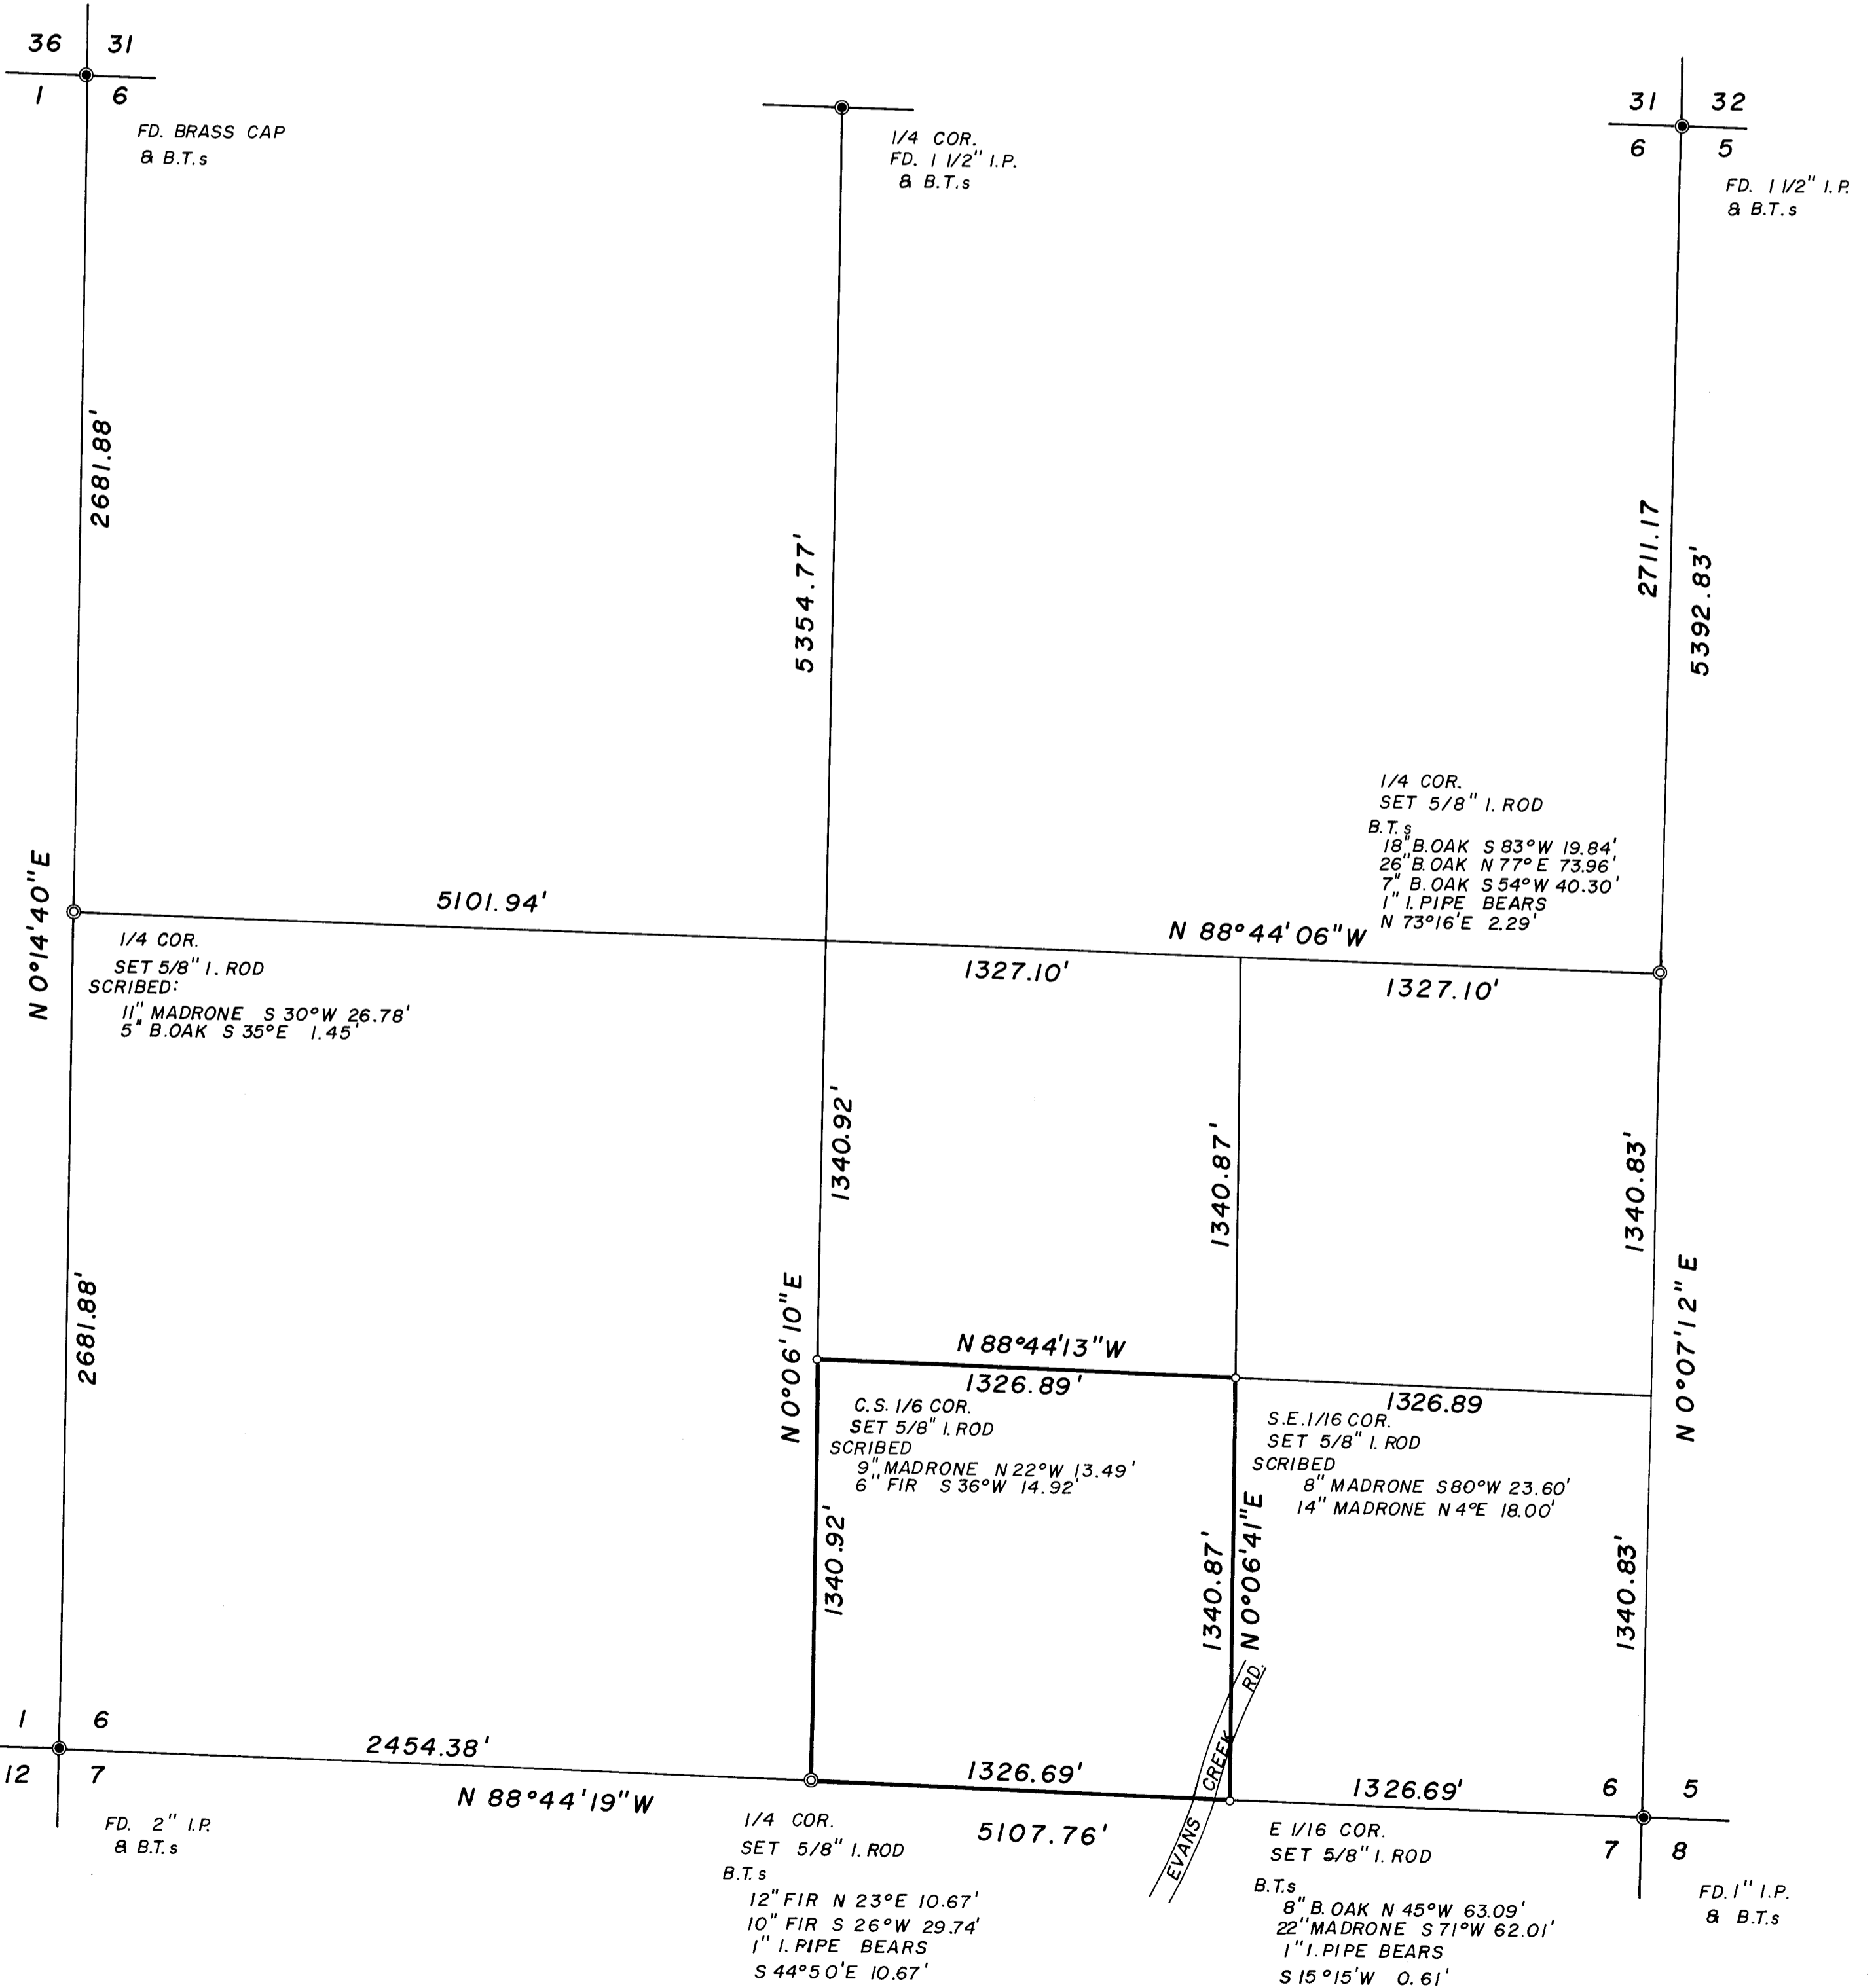 36 31
1 6
FD. BRASS CAP
& B.T.s
1/4 COR.
FD. 1 1/2" I.P.
& B.T.s
31 32
6 5
FD. 1 1/2" I.P.
& B.T.s
2681.88'
5354.77'
2711.17
5392.83'
N 0°14'40"E
5101.94'
1/4 COR.
SET 5/8" I. ROD
SCRIBED:
11" MADRONE S 30°W 26.78'
5" B.OAK S 35°E 1.45'
1/4 COR.
SET 5/8" I. ROD
B.T.s
18" B.OAK S 83°W 19.84'
26" B.OAK N 77°E 73.96'
7" B.OAK S 54°W 40.30'
1" I.PIPE BEARS
N 73°16'E 2.29'
N 88°44'06"W
1327.10'
1327.10'
1340.92'
1340.87'
1340.83'
2681.88'
N 0°06'10"E
N 88°44'13"W
1326.89'
C.S. 1/6 COR.
SET 5/8" I. ROD
SCRIBED
9" MADRONE N 22°W 13.49'
6" FIR S 36°W 14.92'
1326.89
S.E. 1/16 COR.
SET 5/8" I. ROD
SCRIBED
8" MADRONE S 80°W 23.60'
14" MADRONE N 4°E 18.00'
N 0°07'12"E
1340.92'
1340.87'
N 0°06'41"E
1340.83'
EVANS CREEK RD.
1 6
12 7
FD. 2" I.P.
& B.T.s
2454.38'
N 88°44'19"W
1326.69'
5107.76'
1326.69'
6 5
7 8
FD. 1" I.P.
& B.T.s
1/4 COR.
SET 5/8" I. ROD
B.T.s
12" FIR N 23°E 10.67'
10" FIR S 26°W 29.74'
1" I. PIPE BEARS
S 44°50'E 10.67'
E 1/16 COR.
SET 5/8" I. ROD
B.T.s
8" B.OAK N 45°W 63.09'
22" MADRONE S 71°W 62.01'
1" I.PIPE BEARS
S 15°15'W 0.61'